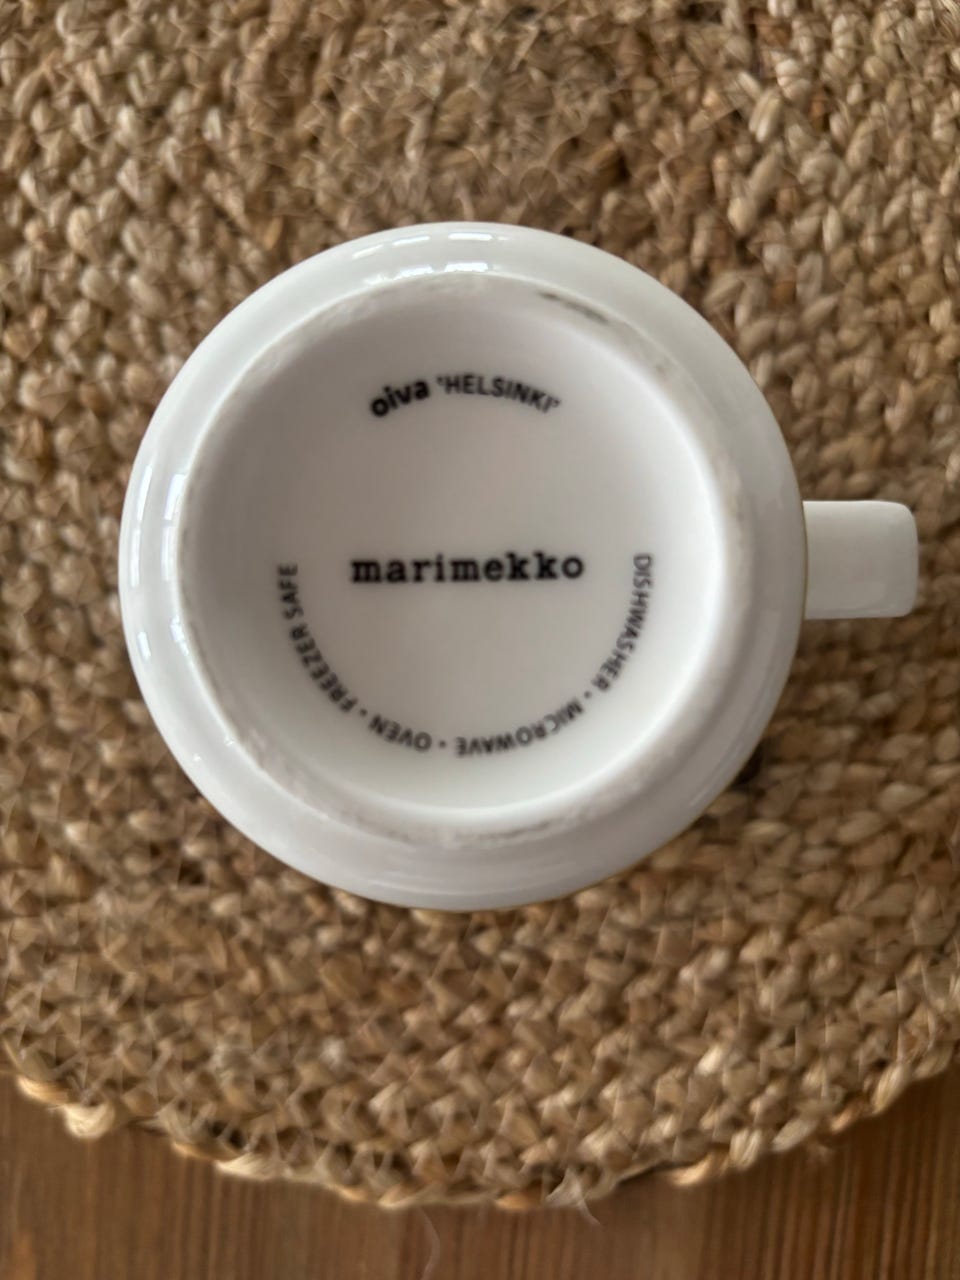 oiva 'HELSINKI'
marimekko
DISHWASHER • MICROWAVE • OVEN • FREEZER SAFE